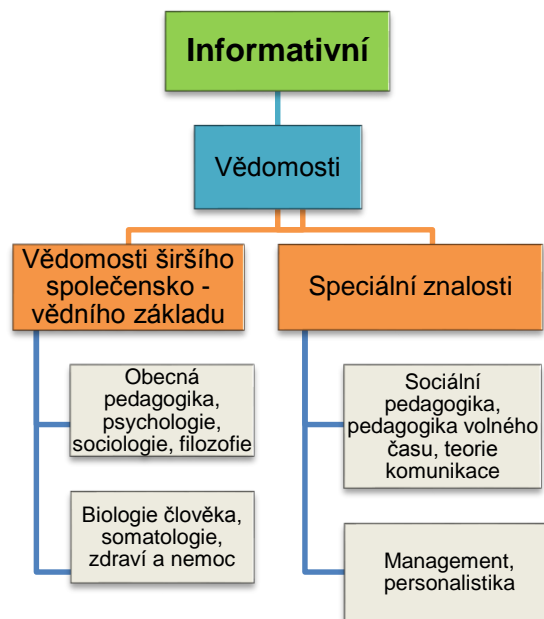 Informativní
Vědomosti
Vědomosti širšího
společensko -
vědního základu
Speciální znalosti
Obecná
pedagogika,
psychologie,
sociologie, filozofie
Sociální
pedagogika,
pedagogika volného
času, teorie
komunikace
Biologie člověka,
somatologie,
zdraví a nemoc
Management,
personalistika